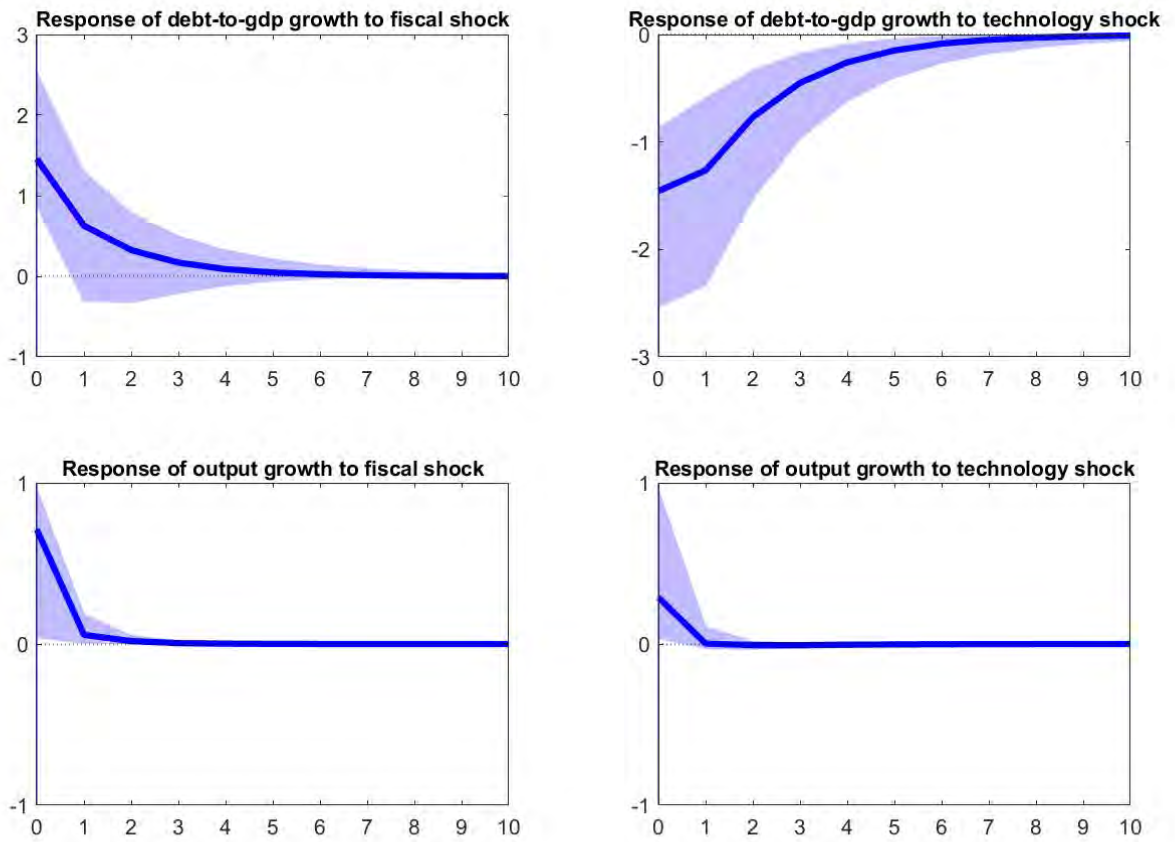 Response of debt-to-gdp growth to fiscal shock
3
2
1
0
-1
0 1 2 3 4 5 6 7 8 9 10
Response of debt-to-gdp growth to technology shock
0
-1
-2
-3
0 1 2 3 4 5 6 7 8 9 10
Response of output growth to fiscal shock
1
0
-1
0 1 2 3 4 5 6 7 8 9 10
Response of output growth to technology shock
1
0
-1
0 1 2 3 4 5 6 7 8 9 10